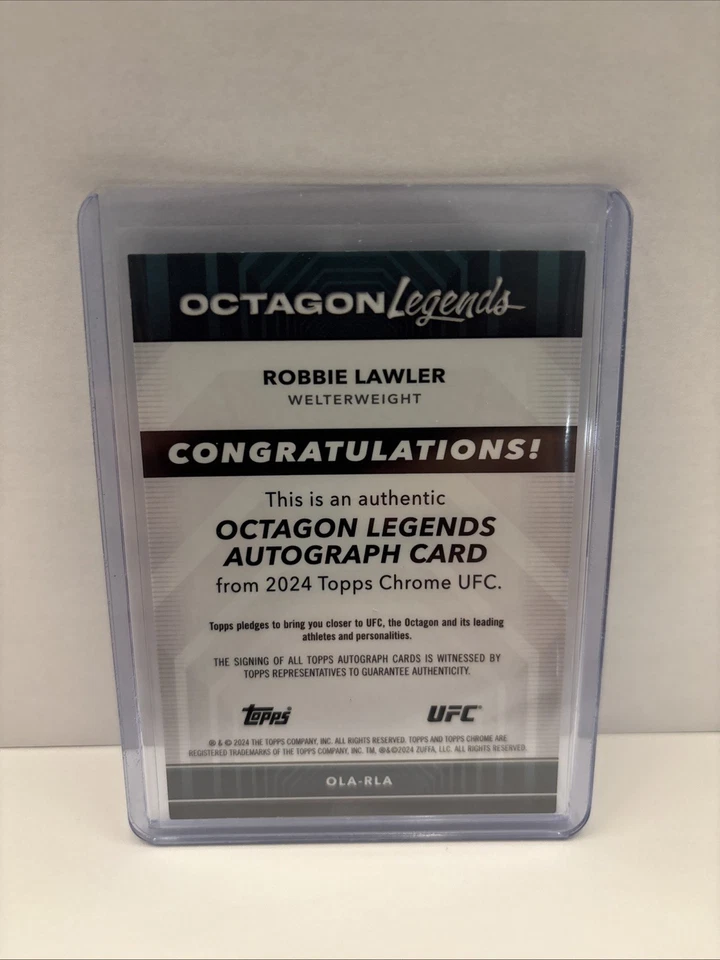 OCTAGON Legends
ROBBIE LAWLER
WELTERWEIGHT
CONGRATULATIONS!
This is an authentic
OCTAGON LEGENDS
AUTOGRAPH CARD
from 2024 Topps Chrome UFC.
Topps pledges to bring you closer to UFC, the Octagon and its leading
athletes and personalities.
THE SIGNING OF ALL TOPPS AUTOGRAPH CARDS IS WITNESSED BY
TOPPS REPRESENTATIVES TO GUARANTEE AUTHENTICITY.
topps UFC
® & © 2024 THE TOPPS COMPANY, INC. ALL RIGHTS RESERVED. TOPPS AND TOPPS CHROME ARE
REGISTERED TRADEMARKS OF THE TOPPS COMPANY, INC. TM, ®&©2024 ZUFFA, LLC. ALL RIGHTS RESERVED.
OLA-RLA